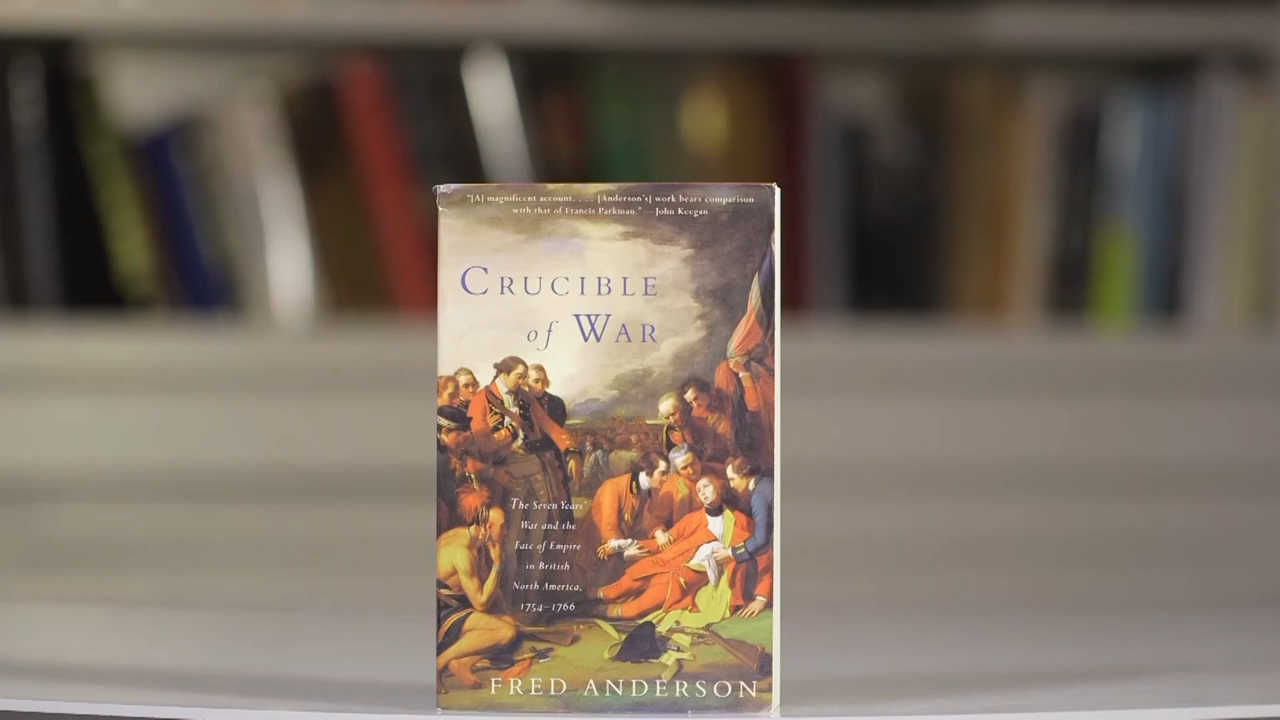 "[A] magnificent account. . . . [Anderson's] work bears comparison
with that of Francis Parkman." —John Keegan
CRUCIBLE
of WAR
The Seven Years'
War and the
Fate of Empire
in British
North America,
1754–1766
FRED ANDERSON